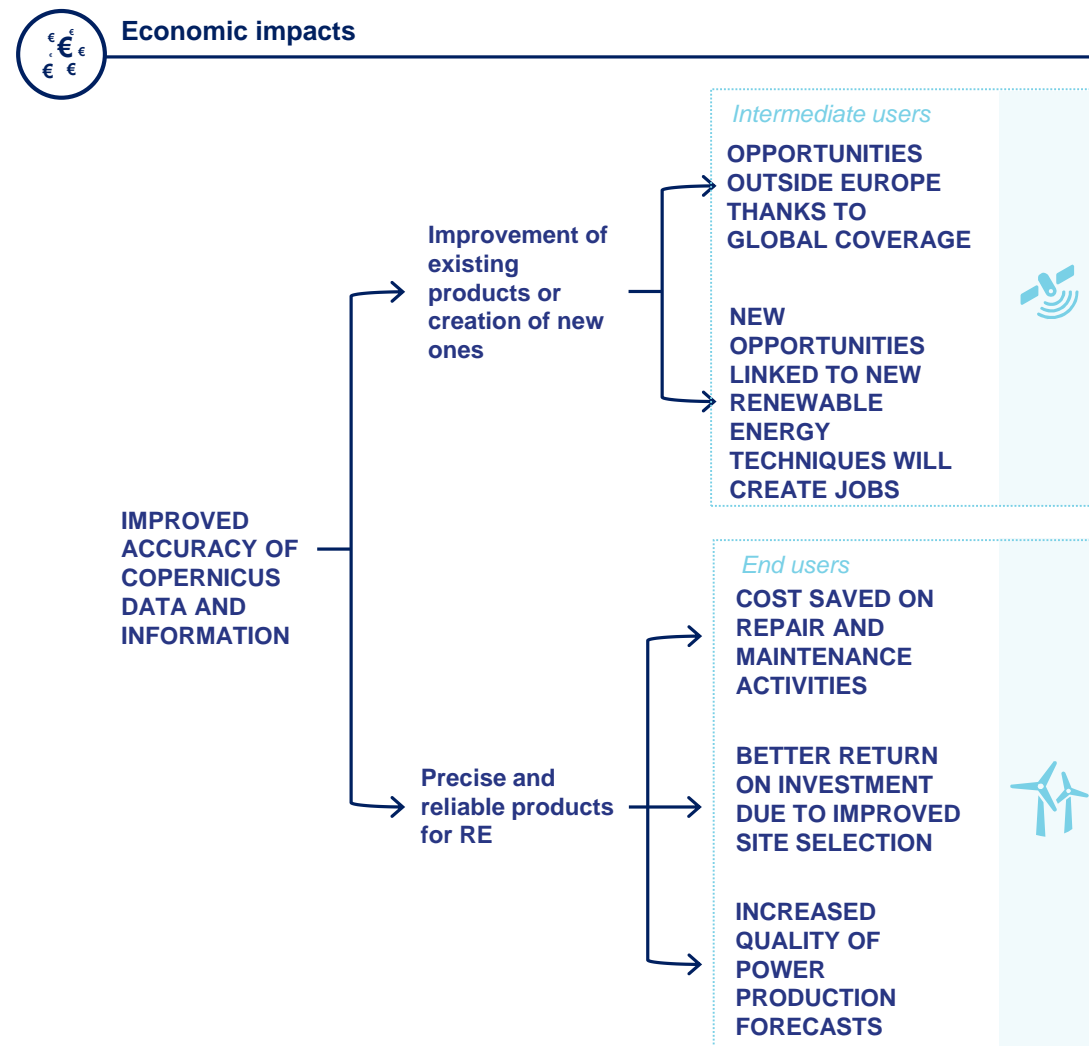 Economic impacts
Intermediate users
OPPORTUNITIES
OUTSIDE EUROPE
THANKS TO
GLOBAL COVERAGE
Improvement of
existing
products or
creation of new
ones
NEW
OPPORTUNITIES
LINKED TO NEW
RENEWABLE
ENERGY
TECHNIQUES WILL
CREATE JOBS
IMPROVED
ACCURACY OF
COPERNICUS
DATA AND
INFORMATION
End users
COST SAVED ON
REPAIR AND
MAINTENANCE
ACTIVITIES
Precise and
reliable products
for RE
BETTER RETURN
ON INVESTMENT
DUE TO IMPROVED
SITE SELECTION
INCREASED
QUALITY OF
POWER
PRODUCTION
FORECASTS